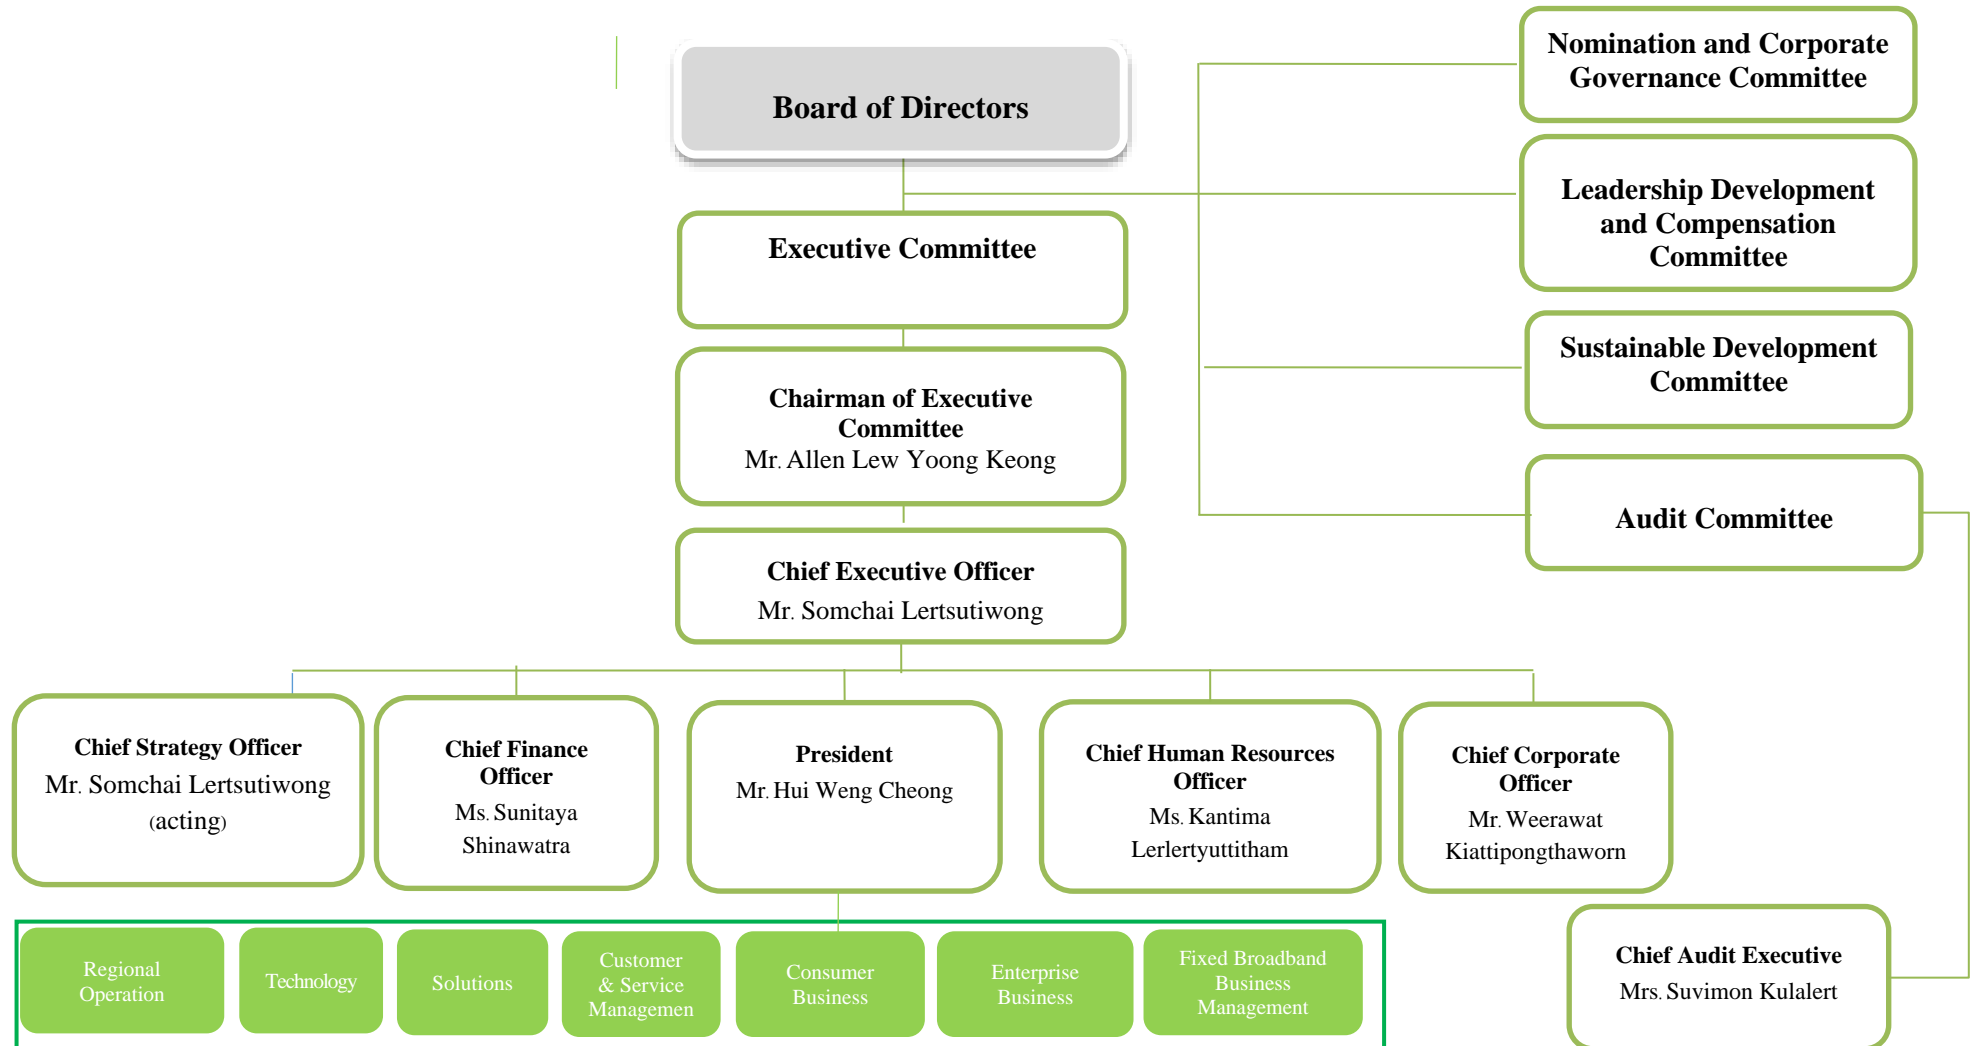 Board of Directors
Nomination and Corporate
Governance Committee
Leadership Development
and Compensation
Committee
Executive Committee
Sustainable Development
Committee
Chairman of Executive
Committee
Mr. Allen Lew Yoong Keong
Audit Committee
Chief Executive Officer
Mr. Somchai Lertsutiwong
Chief Strategy Officer
Mr. Somchai Lertsutiwong
(acting)
Chief Finance
Officer
Ms. Sunitaya
Shinawatra
President
Mr. Hui Weng Cheong
Chief Human Resources
Officer
Ms. Kantima
Lerlertyuttitham
Chief Corporate
Officer
Mr. Weerawat
Kiattipongthaworn
Regional
Operation
Technology
Solutions
Customer
& Service
Managemen
Consumer
Business
Enterprise
Business
Fixed Broadband
Business
Management
Chief Audit Executive
Mrs. Suvimon Kulalert